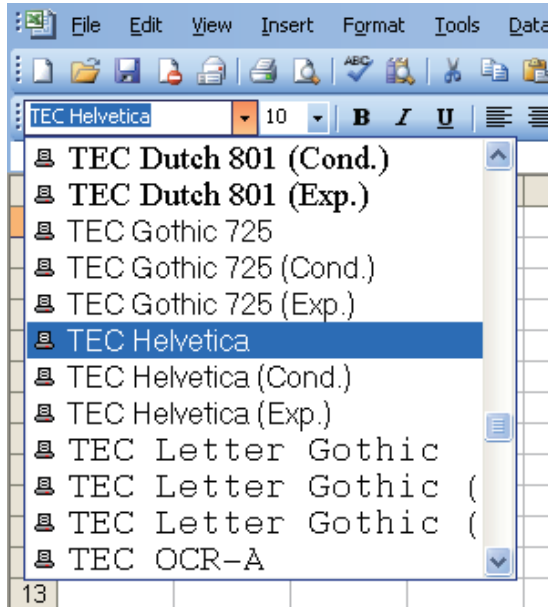 File Edit View Insert Format Tools Data
ABC
TEC Helvetica 10 B I U
TEC Dutch 801 (Cond.)
TEC Dutch 801 (Exp.)
TEC Gothic 725
TEC Gothic 725 (Cond.)
TEC Gothic 725 (Exp.)
TEC Helvetica
TEC Helvetica (Cond.)
TEC Helvetica (Exp.)
TEC Letter Gothic
TEC Letter Gothic (
TEC Letter Gothic (
TEC OCR-A
13